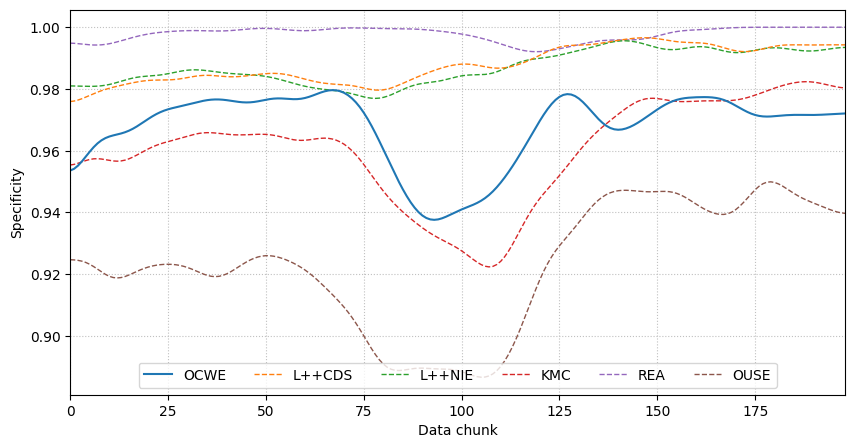 1.00
0.98
0.96
0.94
0.92
0.90
Specificity
OCWE L++CDS L++NIE KMC REA OUSE
0 25 50 75 100 125 150 175
Data chunk